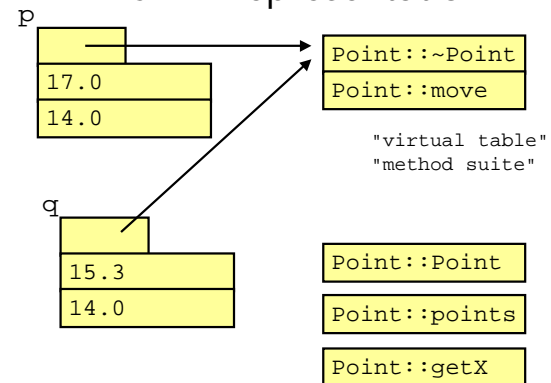 p
Point::~Point
17.0
Point::move
14.0
"virtual table"
"method suite"
q
15.3
Point::Point
14.0
Point::points
Point::getX